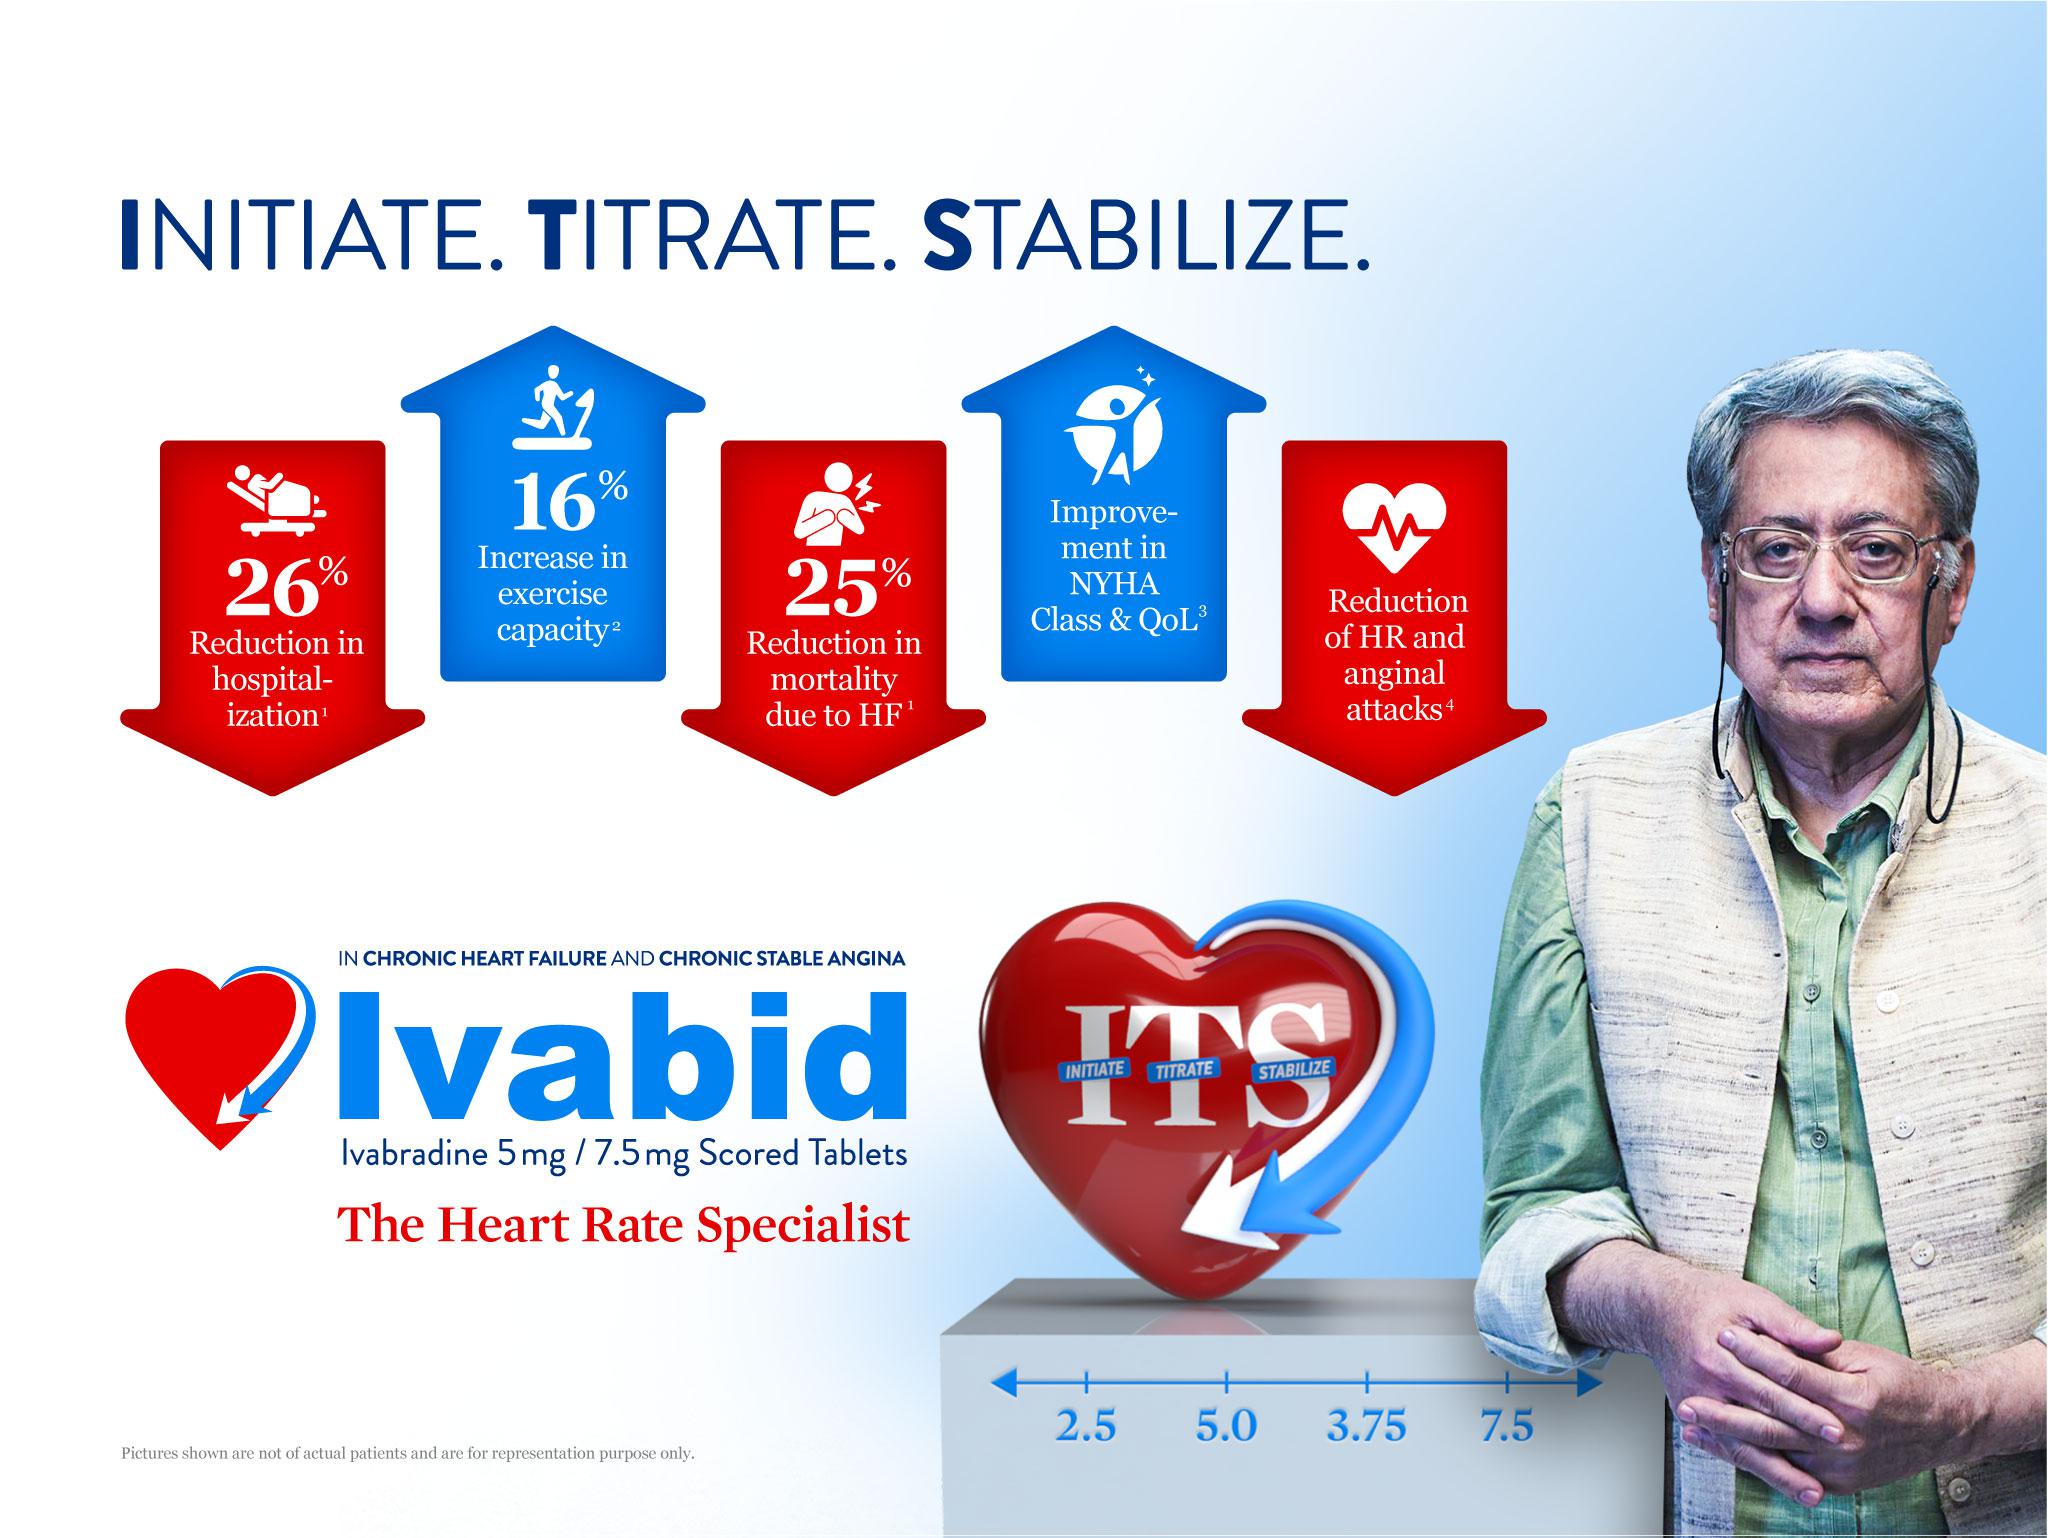 INITIATE. TITRATE. STABILIZE.
26%
Reduction in
hospital-
ization1
16%
Increase in
exercise
capacity2
25%
Reduction in
mortality
due to HF1
Improve-
ment in
NYHA
Class & QoL3
Reduction
of HR and
anginal
attacks4
IN CHRONIC HEART FAILURE AND CHRONIC STABLE ANGINA
Ivabid
Ivabradine 5mg / 7.5mg Scored Tablets
The Heart Rate Specialist
ITS
INITIATE TITRATE STABILIZE
2.5 5.0 3.75 7.5
Pictures shown are not of actual patients and are for representation purpose only.